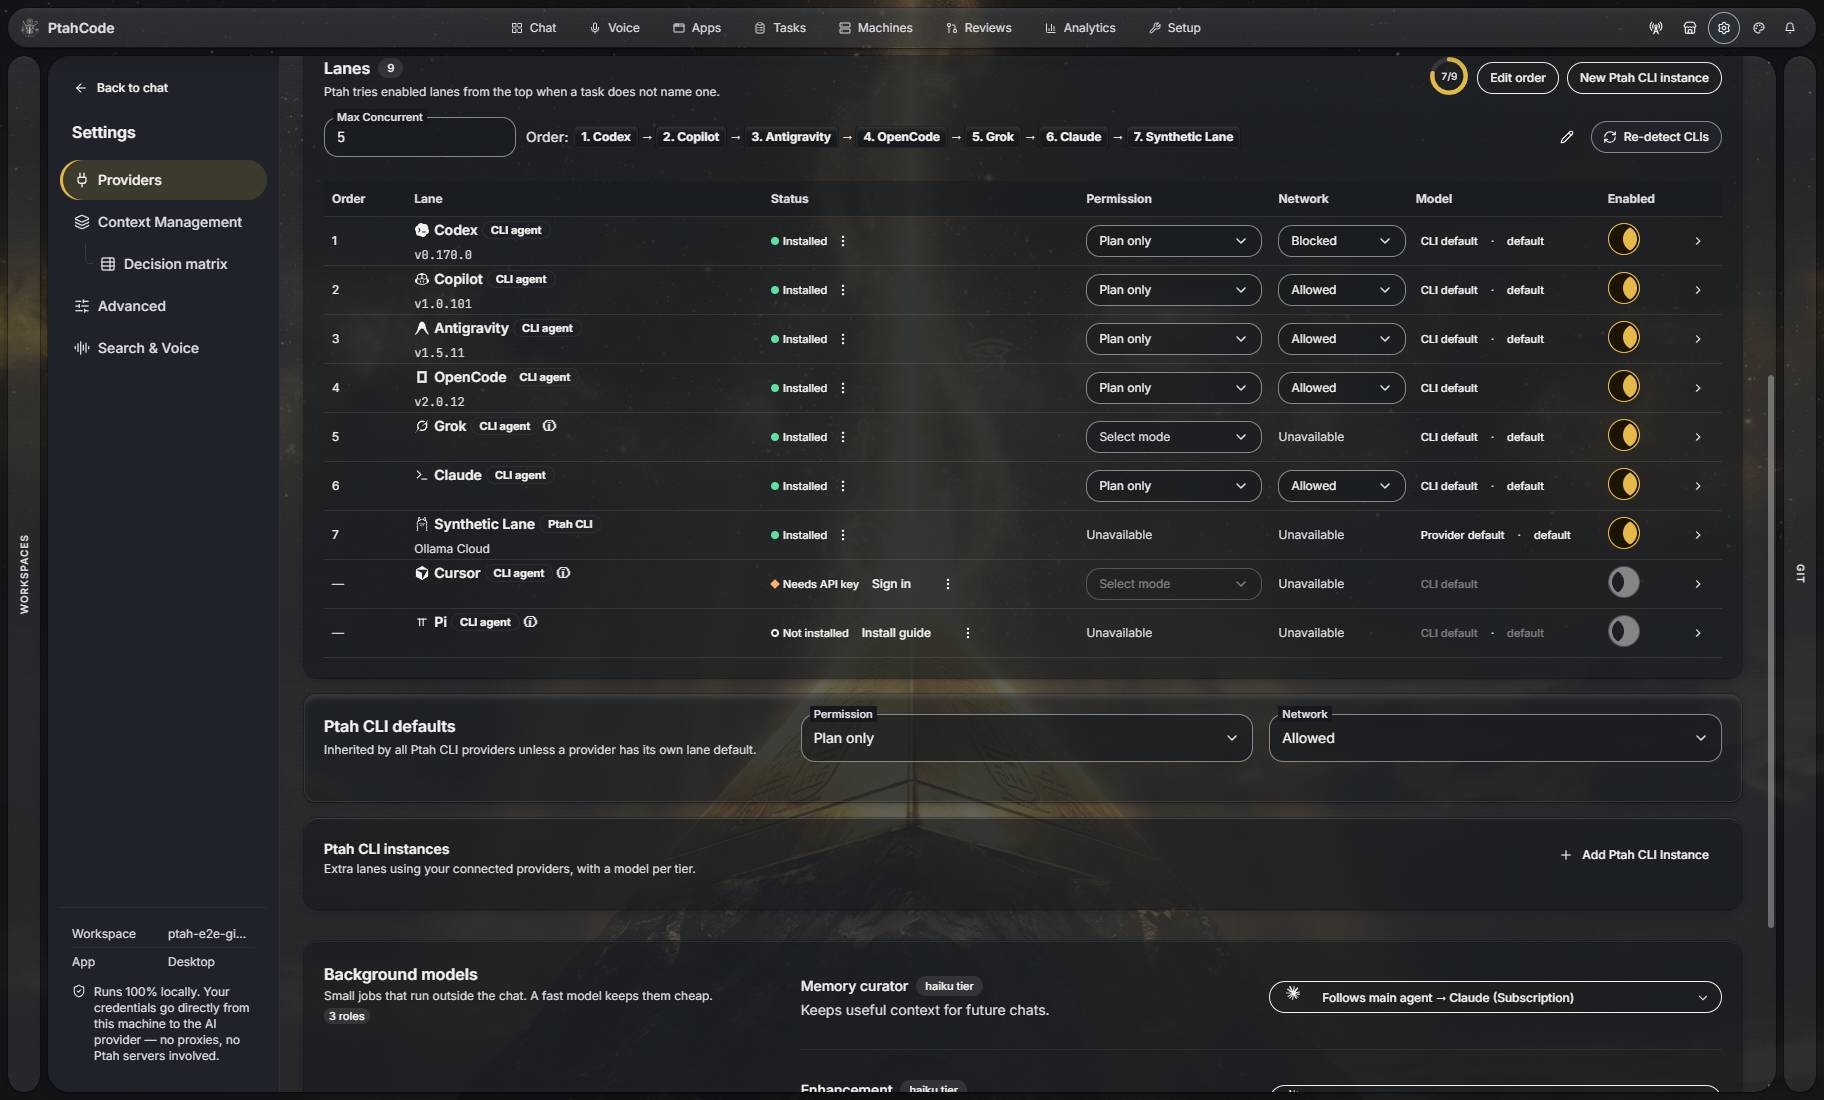 PtahCode
Chat
Voice
Apps
Tasks
Machines
Reviews
Analytics
Setup
WORKSPACES
GIT
Back to chat
Settings
Providers
Context Management
Decision matrix
Advanced
Search & Voice
Workspace ptah-e2e-gi...
App Desktop
Runs 100% locally. Your
credentials go directly from
this machine to the AI
provider — no proxies, no
Ptah servers involved.
Lanes 9
Ptah tries enabled lanes from the top when a task does not name one.
7/9
Edit order
New Ptah CLI instance
Max Concurrent
5
Order: 1. Codex → 2. Copilot → 3. Antigravity → 4. OpenCode → 5. Grok → 6. Claude → 7. Synthetic Lane
Re-detect CLIs
Order Lane Status Permission Network Model Enabled
1 Codex CLI agent Installed Plan only Blocked CLI default · default
v0.170.0
2 Copilot CLI agent Installed Plan only Allowed CLI default · default
v1.0.101
3 Antigravity CLI agent Installed Plan only Allowed CLI default · default
v1.5.11
4 OpenCode CLI agent Installed Plan only Allowed CLI default
v2.0.12
5 Grok CLI agent Installed Select mode Unavailable CLI default · default
6 Claude CLI agent Installed Plan only Allowed CLI default · default
7 Synthetic Lane Ptah CLI Installed Unavailable Unavailable Provider default · default
Ollama Cloud
— Cursor CLI agent Needs API key Sign in Select mode Unavailable CLI default
— Pi CLI agent Not installed Install guide Unavailable Unavailable CLI default · default
Ptah CLI defaults
Inherited by all Ptah CLI providers unless a provider has its own lane default.
Permission
Plan only
Network
Allowed
Ptah CLI instances
Extra lanes using your connected providers, with a model per tier.
Add Ptah CLI Instance
Background models
Small jobs that run outside the chat. A fast model keeps them cheap.
3 roles
Memory curator haiku tier
Keeps useful context for future chats.
Follows main agent → Claude (Subscription)
Enhancement haiku tier